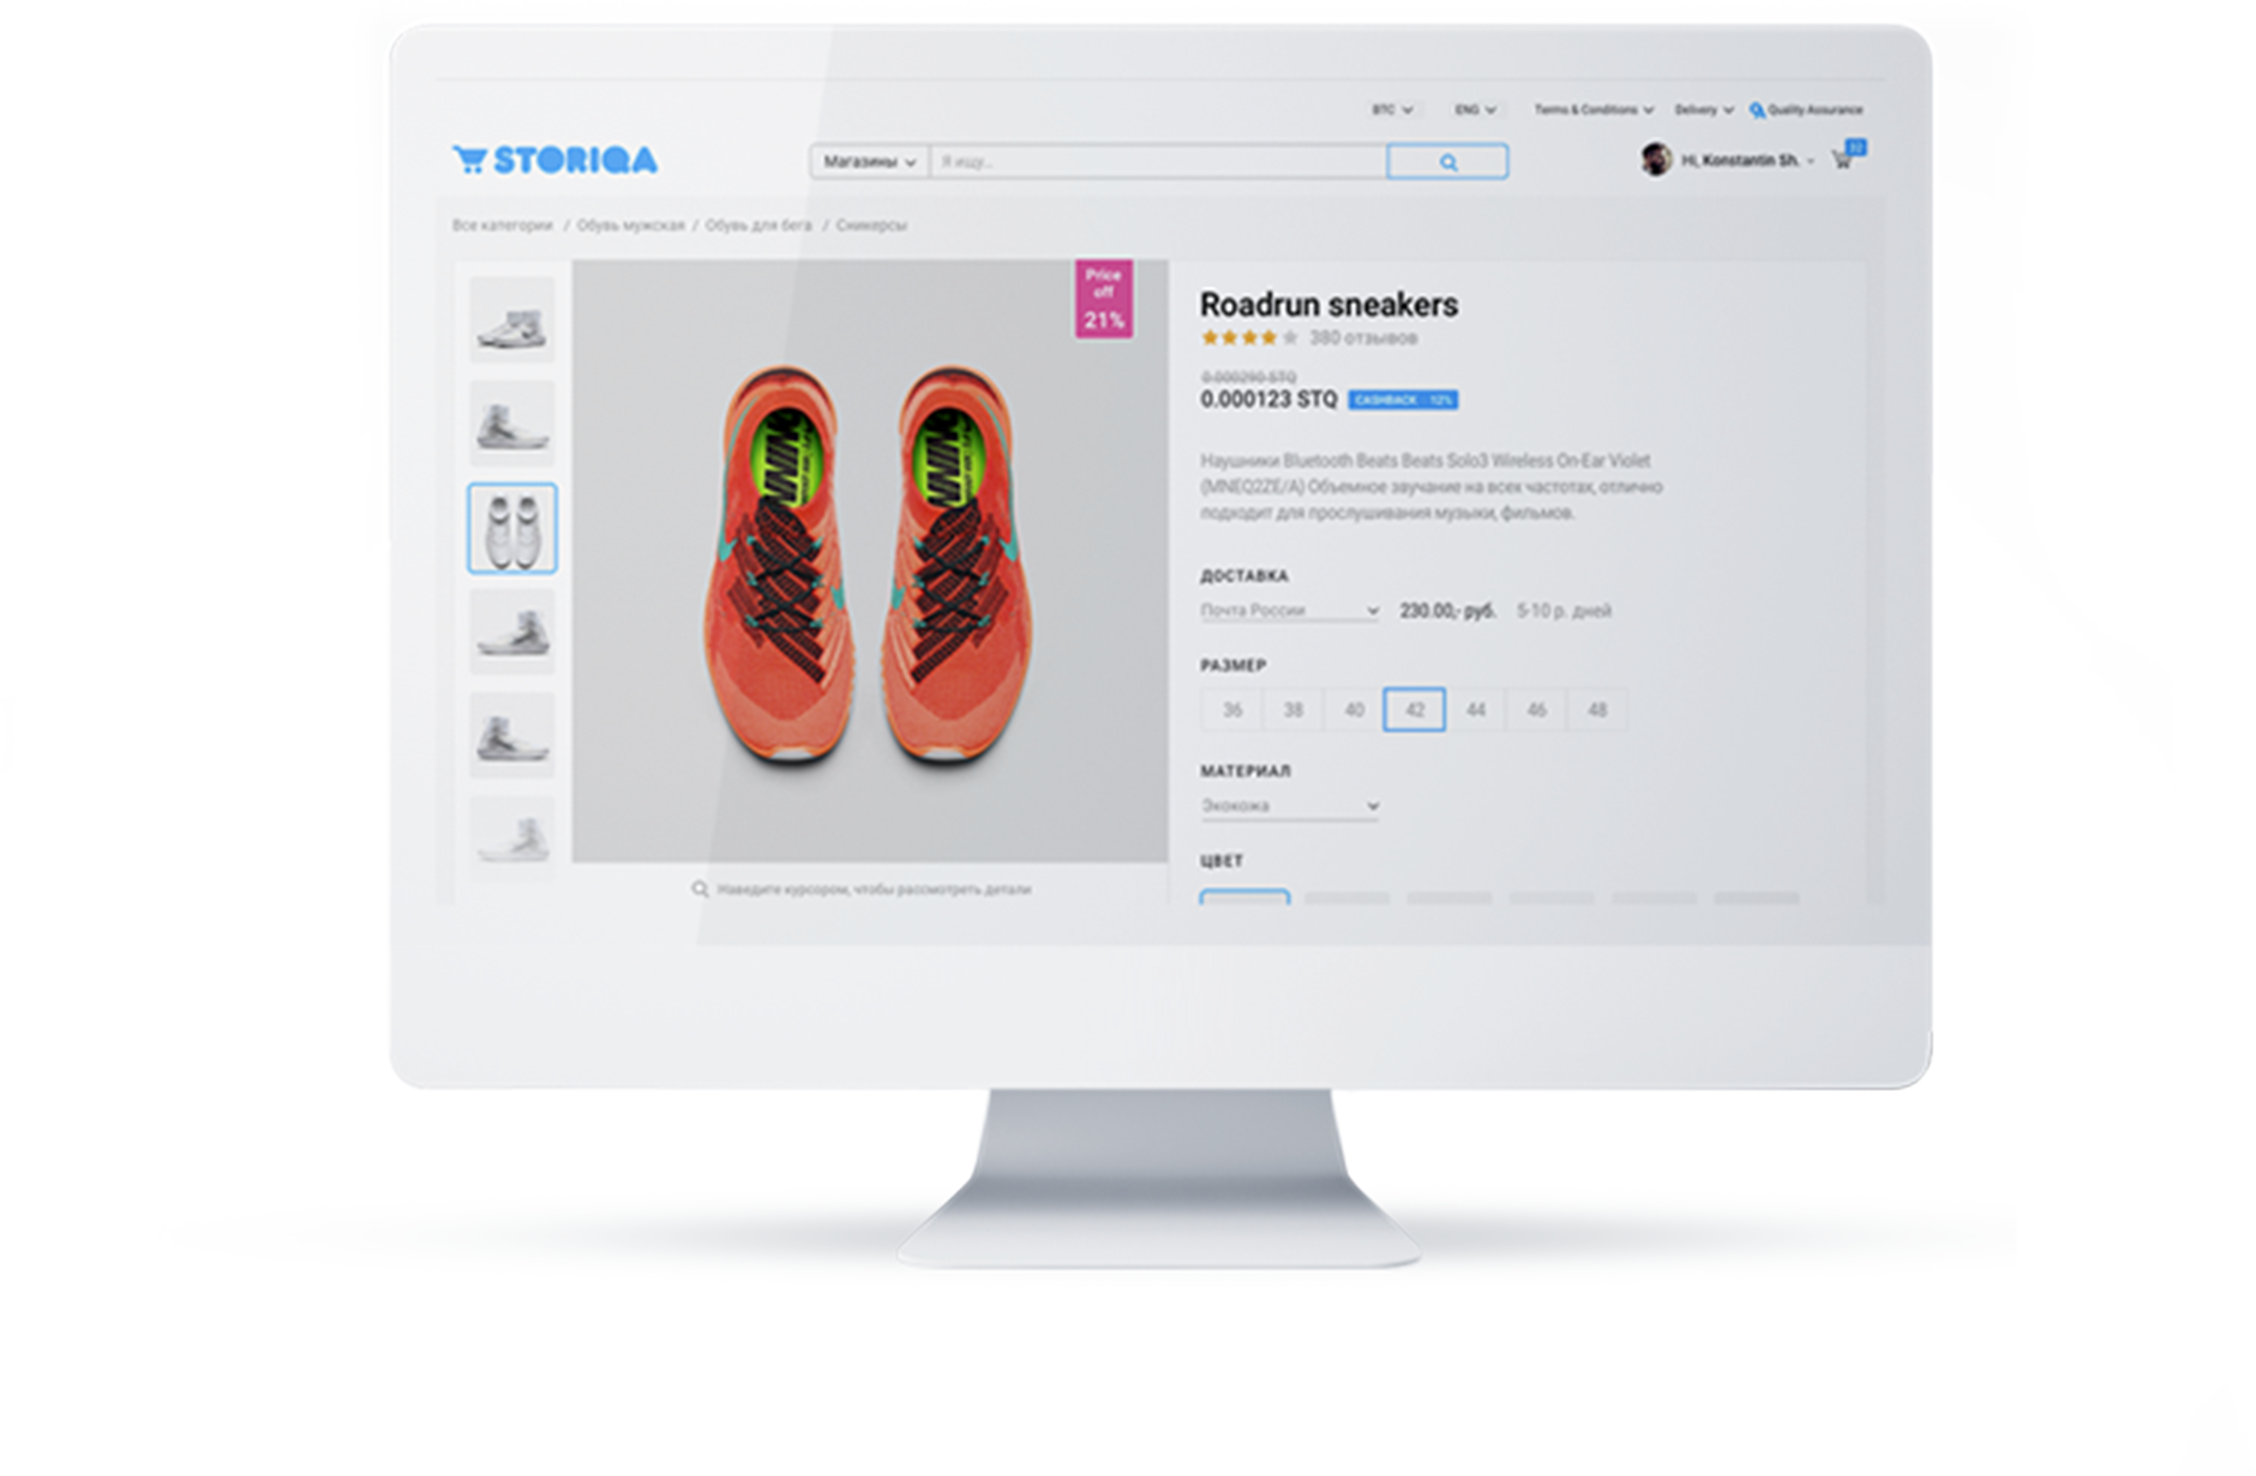 BTC ENG Terms & Conditions Delivery Quality Assurance
STORIQA Магазины Я ищу... Hi, Konstantin Sh.
Все категории / Обувь мужская / Обувь для бега / Сникерсы
Price
off
21%
Roadrun sneakers
380 отзывов
0.000290 STQ
0.000123 STQ CASHBACK 12%
Наушники Bluetooth Beats Beats Solo3 Wireless On-Ear Violet
(MNEQ2ZE/A) Объемное звучание на всех частотах, отлично
подходит для прослушивания музыки, фильмов.
ДОСТАВКА
Почта России 230.00,- руб. 5-10 р. дней
РАЗМЕР
36 38 40 42 44 46 48
МАТЕРИАЛ
Экокожа
ЦВЕТ
Наведите курсором, чтобы рассмотреть детали